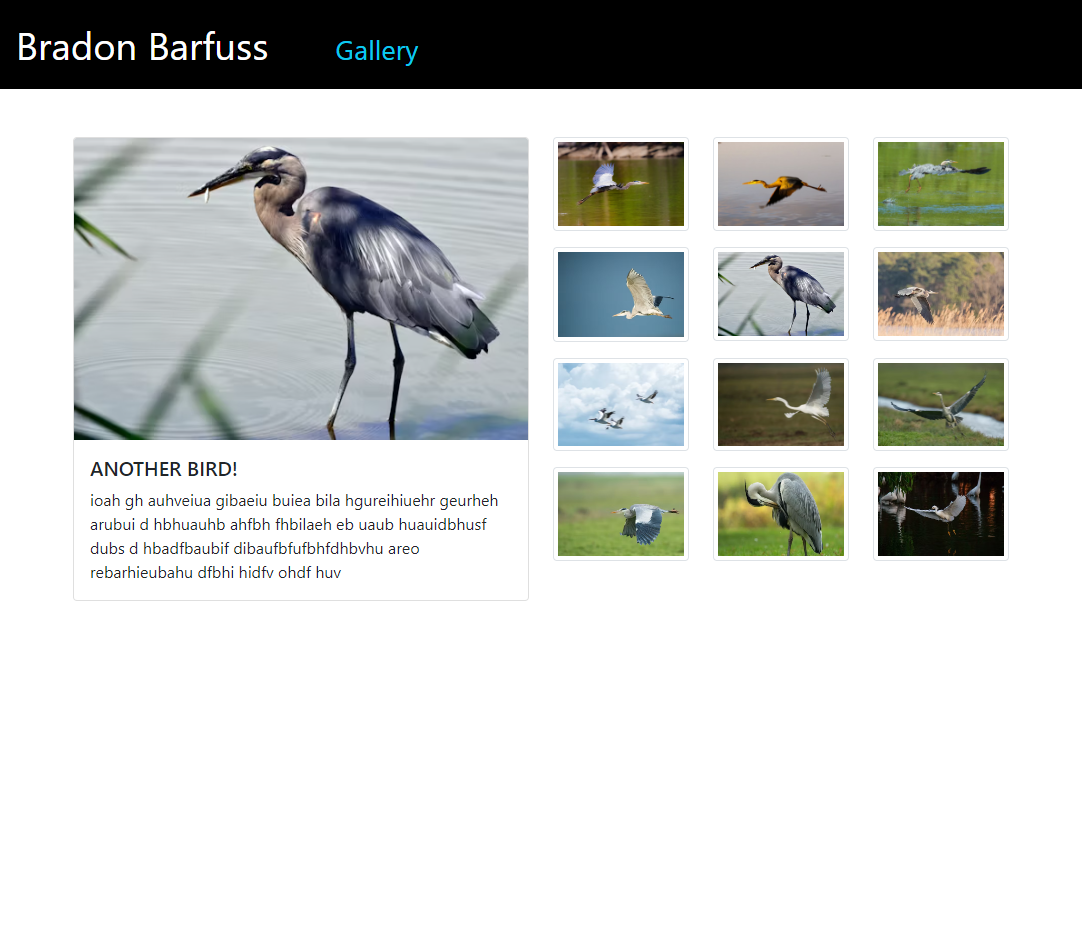 Bradon Barfuss
Gallery
ANOTHER BIRD!
ioah gh auhveiua gibaeiu buiea bila hgureihiuehr geurheh
arubui d hbhuauhb ahfbh fhbilaeh eb uaub huauidbhusf
dubs d hbadfbaubif dibaufbfufbhfdhbvhu areo
rebarhieubahu dfbhi hidfv ohdf huv